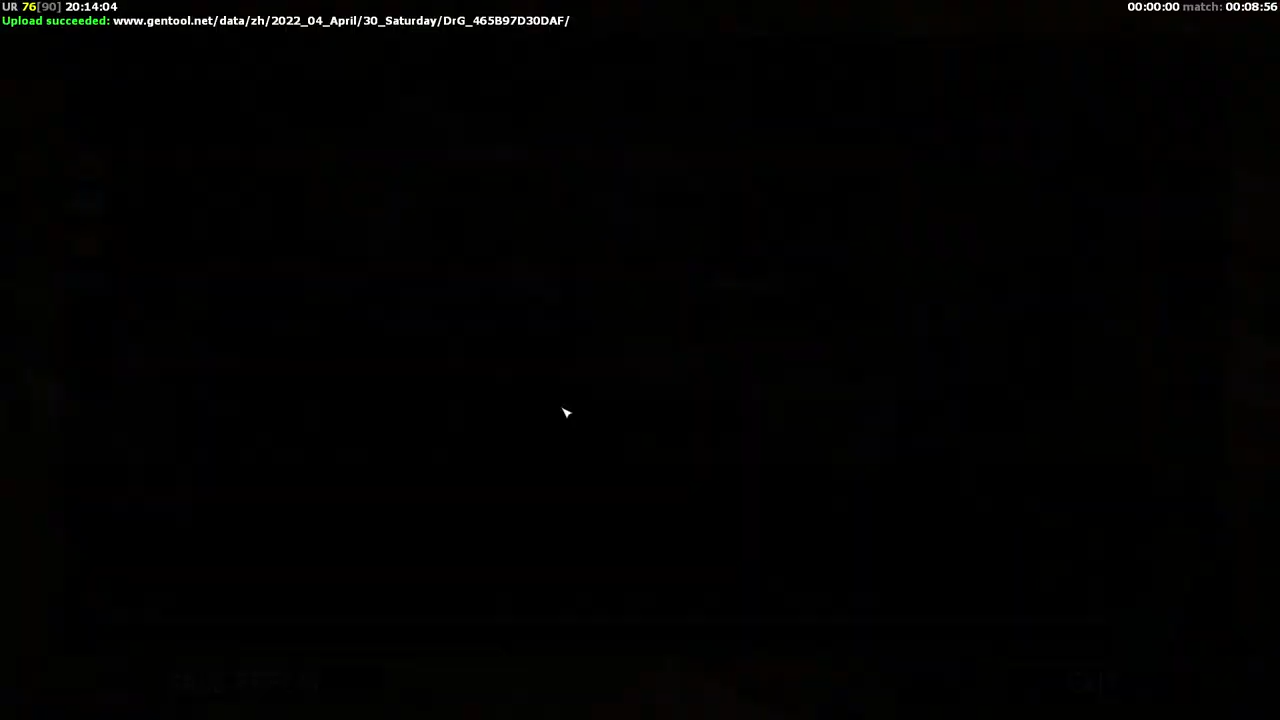 UR 76[90] 20:14:04 00:00:00 match: 00:08:56
Upload succeeded: www.gentool.net/data/zh/2022_04_April/30_Saturday/DrG_465B97D30DAF/